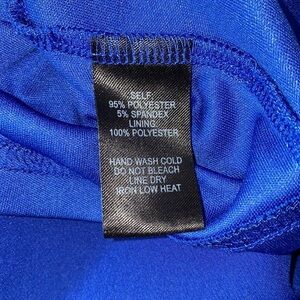 SELF:
95% POLYESTER
5% SPANDEX
LINING:
100% POLYESTER
HAND WASH COLD
DO NOT BLEACH
LINE DRY
IRON LOW HEAT